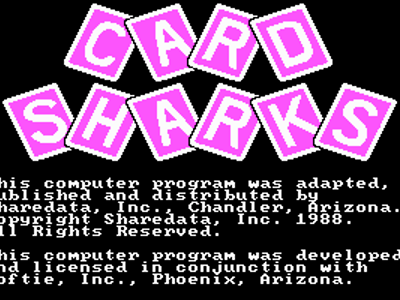 CARD
SHARKS
his computer program was adapted,
ublished and distributed by
haredata, Inc., Chandler, Arizona.
opyright Sharedata, Inc. 1988.
ll Rights Reserved.
his computer program was developed
nd licensed in conjunction with
oftie, Inc., Phoenix, Arizona.